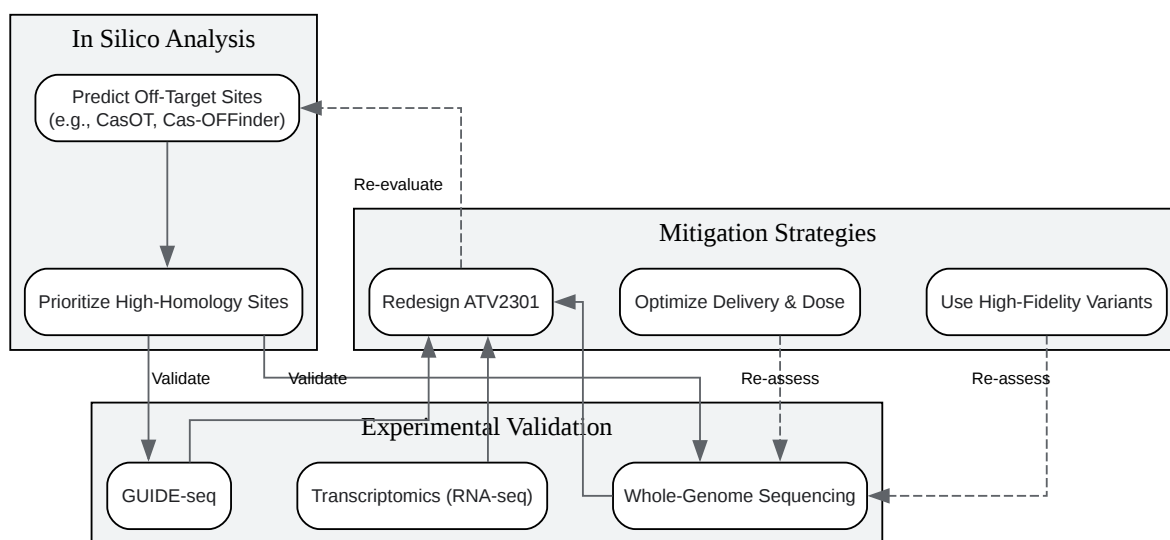 In Silico Analysis
Predict Off-Target Sites
(e.g., CasOT, Cas-OFFinder)
Re-evaluate
Mitigation Strategies
Prioritize High-Homology Sites
Redesign ATV2301
Optimize Delivery & Dose
Use High-Fidelity Variants
Validate
Validate
Re-assess
Re-assess
Experimental Validation
GUIDE-seq
Transcriptomics (RNA-seq)
Whole-Genome Sequencing